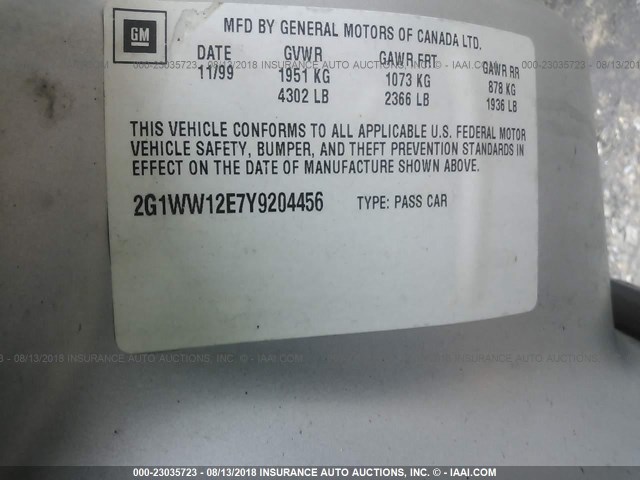 GM
MFD BY GENERAL MOTORS OF CANADA LTD.
DATE GVWR GAWR FRT GAWR RR
11/99 1951 KG 1073 KG 878 KG
4302 LB 2366 LB 1936 LB
THIS VEHICLE CONFORMS TO ALL APPLICABLE U.S. FEDERAL MOTOR
VEHICLE SAFETY, BUMPER, AND THEFT PREVENTION STANDARDS IN
EFFECT ON THE DATE OF MANUFACTURE SHOWN ABOVE.
2G1WW12E7Y9204456 TYPE: PASS CAR
000-23035723 - 08/13/2018 INSURANCE AUTO AUCTIONS, INC. - IAAI.COM